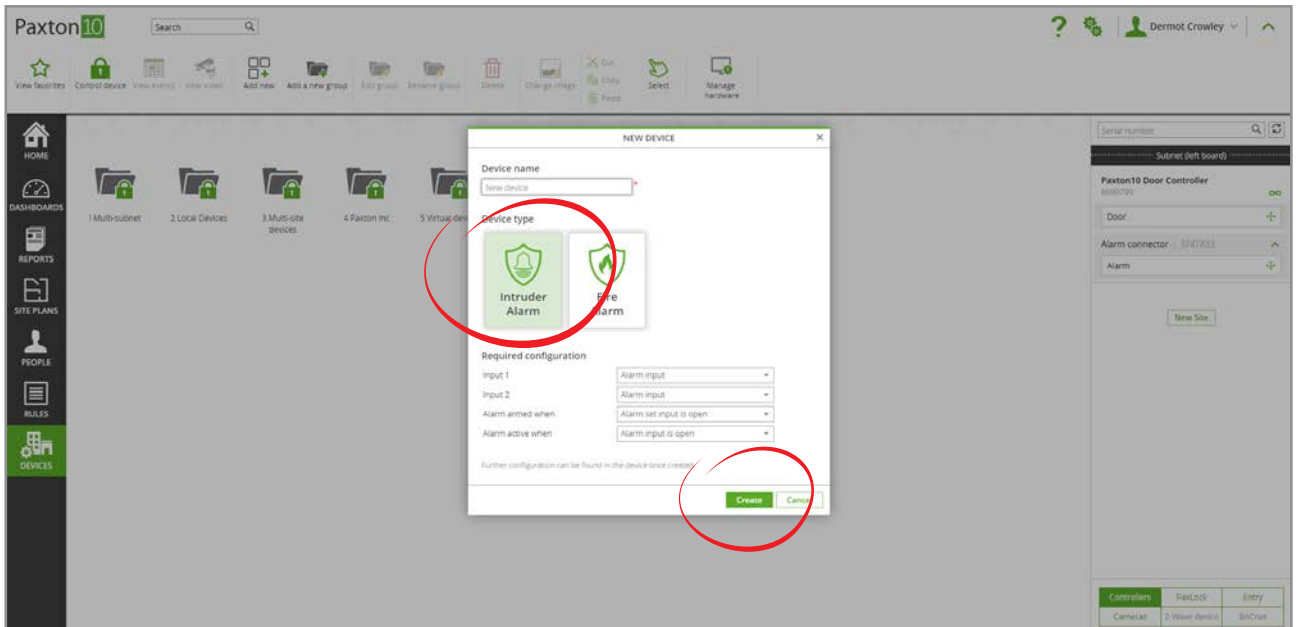 Paxton10
Search
? Dermot Crowley
View favorites Control device View events View video Add new Add a new group Edit group Rename group Delete Change image Cut Copy Paste Select Manage hardware
HOME
DASHBOARDS
REPORTS
SITE PLANS
PEOPLE
RULES
DEVICES
1 Multi-subnet
2 Local Devices
3 Multi-site
devices
4 Paxton Inc
5 Virtual dev
NEW DEVICE
Device name
New device *
Device type
Intruder
Alarm
Fire
Alarm
Required configuration
Input 1 Alarm input
Input 2 Alarm input
Alarm armed when Alarm set input is open
Alarm active when Alarm input is open
Further configuration can be found in the device once created
Create Cancel
Serial number
Subnet (left board)
Paxton10 Door Controller
Door
Alarm connector 3747833
Alarm
New Site
Controllers PaxLock Entry
Cameras Z-Wave device BACnet